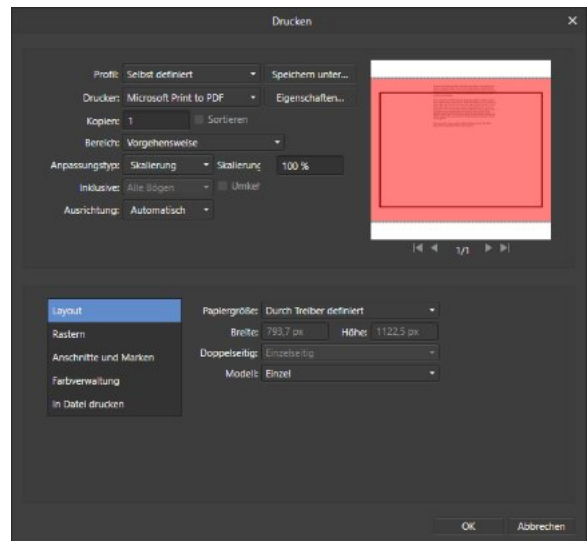 Drucken
Profil: Selbst definiert Speichern unter...
Drucker: Microsoft Print to PDF Eigenschaften...
Kopien: 1 Sortieren
Bereich: Vorgehensweise
Anpassungstyp: Skalierung Skalierung 100 %
Inklusive: Alle Bögen Umkel
Ausrichtung: Automatisch
1/1
Layout
Rastern
Anschnitte und Marken
Farbverwaltung
In Datei drucken
Papiergröße: Durch Treiber definiert
Breite: 793,7 px Höhe: 1122,5 px
Doppelseitig: Einzelseitig
Modell: Einzel
OK Abbrechen